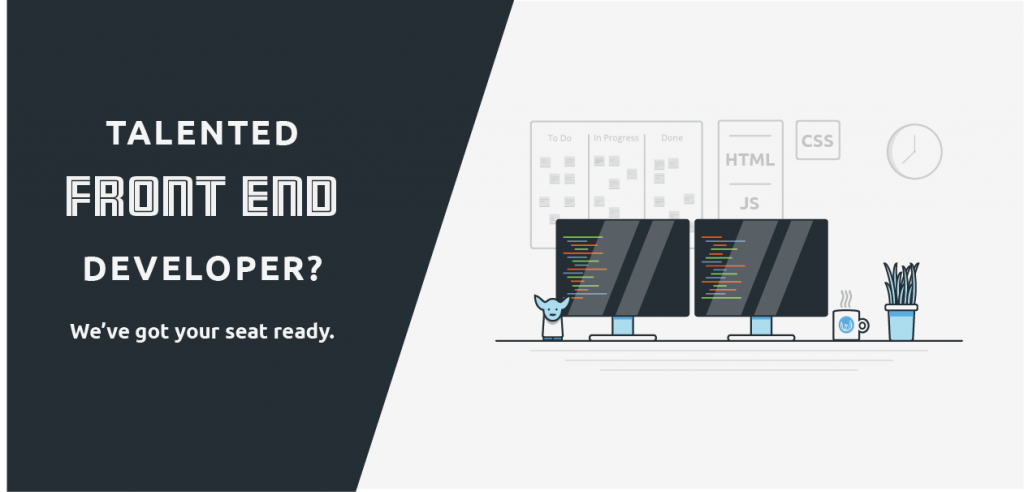 TALENTED
FRONT END
DEVELOPER?
We've got your seat ready.
To Do
In Progress
Done
HTML
JS
CSS